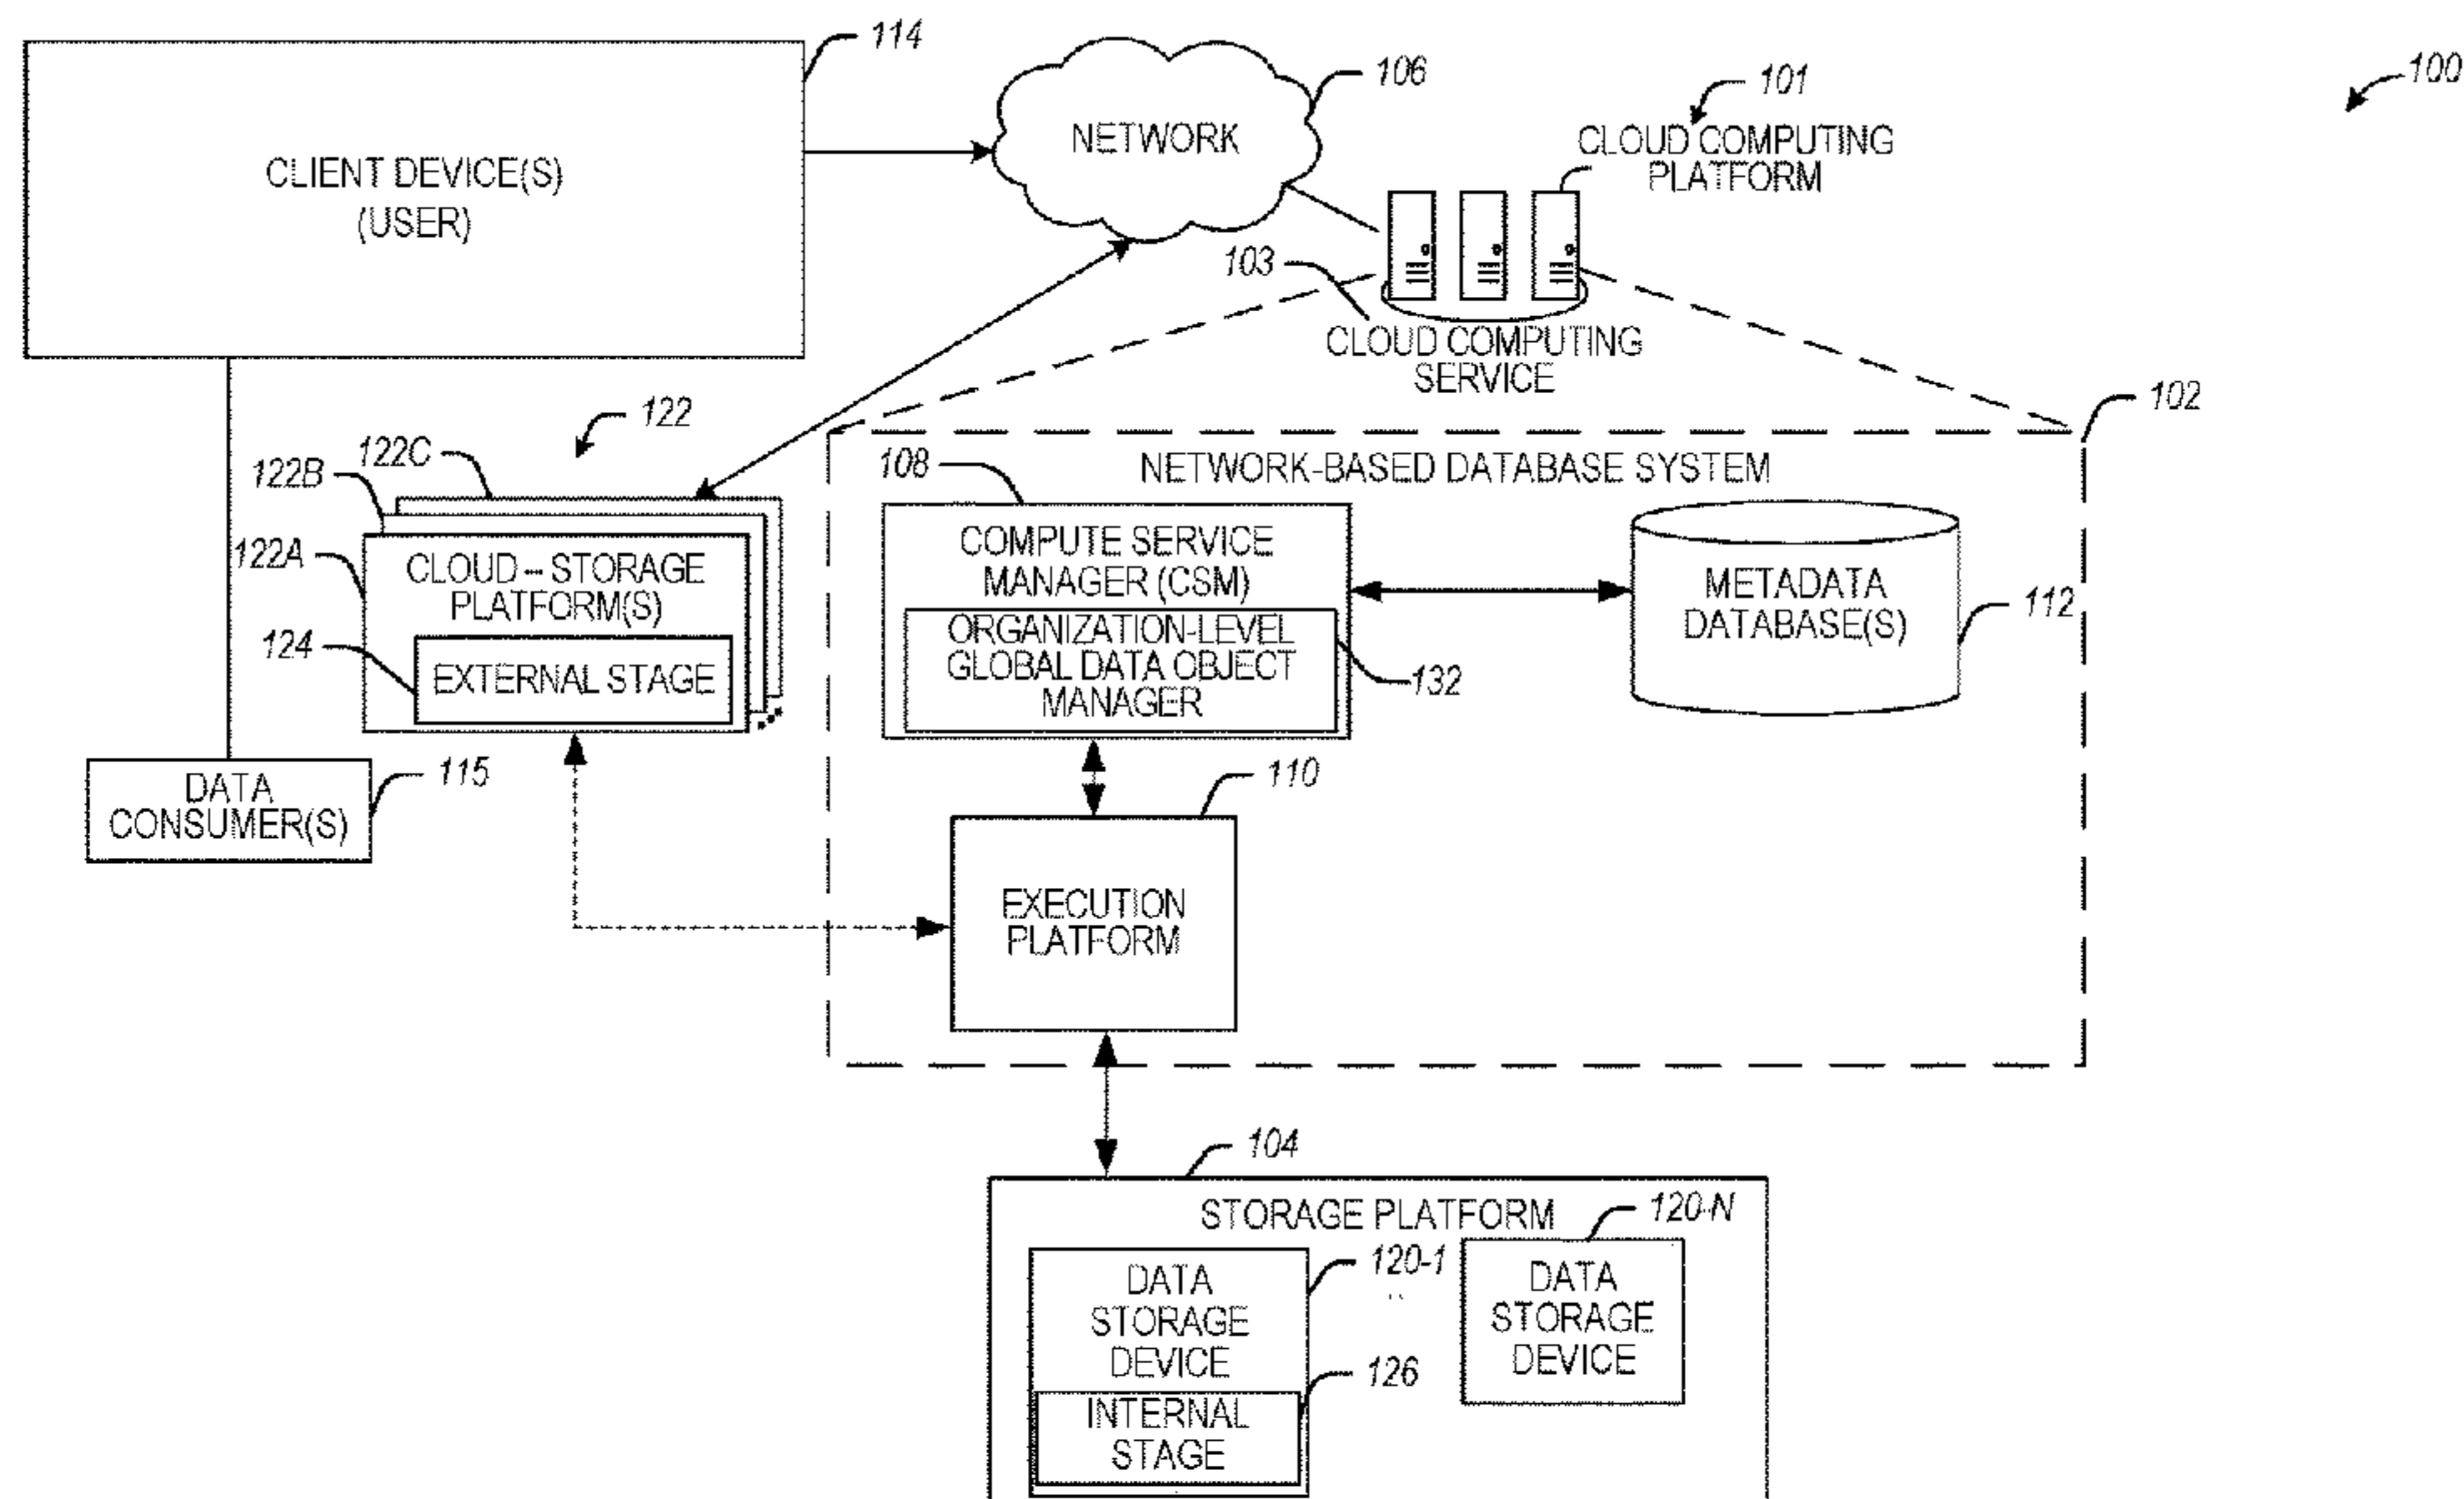 114
106
101
100
CLIENT DEVICE(S)
(USER)
NETWORK
CLOUD COMPUTING
PLATFORM
103
CLOUD COMPUTING
SERVICE
102
122
122C
122B
122A
CLOUD -- STORAGE
PLATFORM(S)
124
EXTERNAL STAGE
108
NETWORK-BASED DATABASE SYSTEM
COMPUTE SERVICE
MANAGER (CSM)
ORGANIZATION-LEVEL
GLOBAL DATA OBJECT
MANAGER
132
METADATA
DATABASE(S)
112
DATA
CONSUMER(S)
115
110
EXECUTION
PLATFORM
104
STORAGE PLATFORM
120-N
DATA
STORAGE
DEVICE
120-1
DATA
STORAGE
DEVICE
126
INTERNAL
STAGE